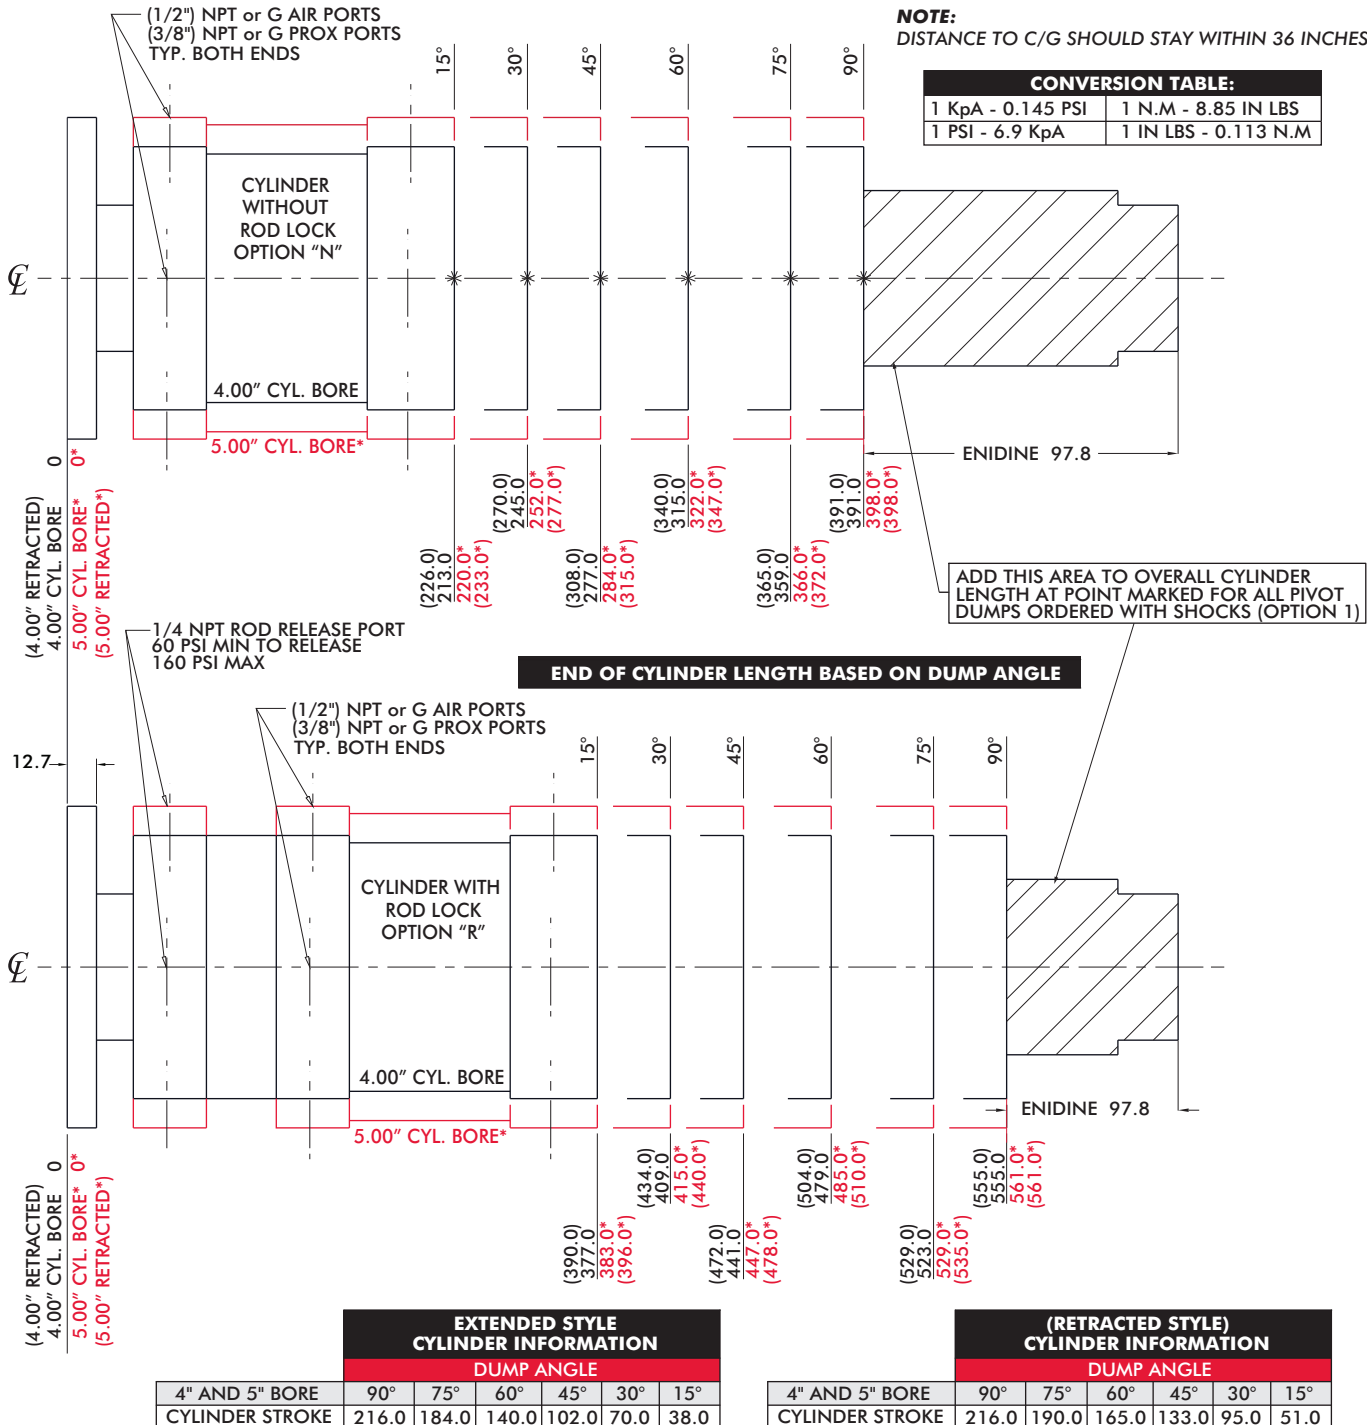 (1/2") NPT or G AIR PORTS
(3/8") NPT or G PROX PORTS
TYP. BOTH ENDS
15°
30°
45°
60°
75°
90°
NOTE:
DISTANCE TO C/G SHOULD STAY WITHIN 36 INCHES
CONVERSION TABLE:
1 KpA - 0.145 PSI 1 N.M - 8.85 IN LBS
1 PSI - 6.9 KpA 1 IN LBS - 0.113 N.M
CYLINDER
WITHOUT
ROD LOCK
OPTION "N"
℄
4.00" CYL. BORE
5.00" CYL. BORE*
ENIDINE 97.8
(4.00" RETRACTED)
4.00" CYL. BORE 0
5.00" CYL. BORE* 0*
(5.00" RETRACTED*)
(226.0)
213.0
220.0*
(233.0*)
(270.0)
245.0
252.0*
(277.0*)
(308.0)
277.0
284.0*
(315.0*)
(340.0)
315.0
322.0*
(347.0*)
(365.0)
359.0
366.0*
(372.0*)
(391.0)
391.0
398.0*
(398.0*)
ADD THIS AREA TO OVERALL CYLINDER
LENGTH AT POINT MARKED FOR ALL PIVOT
DUMPS ORDERED WITH SHOCKS (OPTION 1)
1/4 NPT ROD RELEASE PORT
60 PSI MIN TO RELEASE
160 PSI MAX
END OF CYLINDER LENGTH BASED ON DUMP ANGLE
(1/2") NPT or G AIR PORTS
(3/8") NPT or G PROX PORTS
TYP. BOTH ENDS
12.7
15°
30°
45°
60°
75°
90°
CYLINDER WITH
ROD LOCK
OPTION "R"
℄
4.00" CYL. BORE
5.00" CYL. BORE*
ENIDINE 97.8
(4.00" RETRACTED)
4.00" CYL. BORE 0
5.00" CYL. BORE* 0*
(5.00" RETRACTED*)
(390.0)
377.0
383.0*
(396.0*)
(434.0)
409.0
415.0*
(440.0*)
(472.0)
441.0
447.0*
(478.0*)
(504.0)
479.0
485.0*
(510.0*)
(529.0)
523.0
529.0*
(535.0*)
(555.0)
555.0
561.0*
(561.0*)
EXTENDED STYLE
CYLINDER INFORMATION
DUMP ANGLE
4" AND 5" BORE 90° 75° 60° 45° 30° 15°
CYLINDER STROKE 216.0 184.0 140.0 102.0 70.0 38.0
(RETRACTED STYLE)
CYLINDER INFORMATION
DUMP ANGLE
4" AND 5" BORE 90° 75° 60° 45° 30° 15°
CYLINDER STROKE 216.0 190.0 165.0 133.0 95.0 51.0